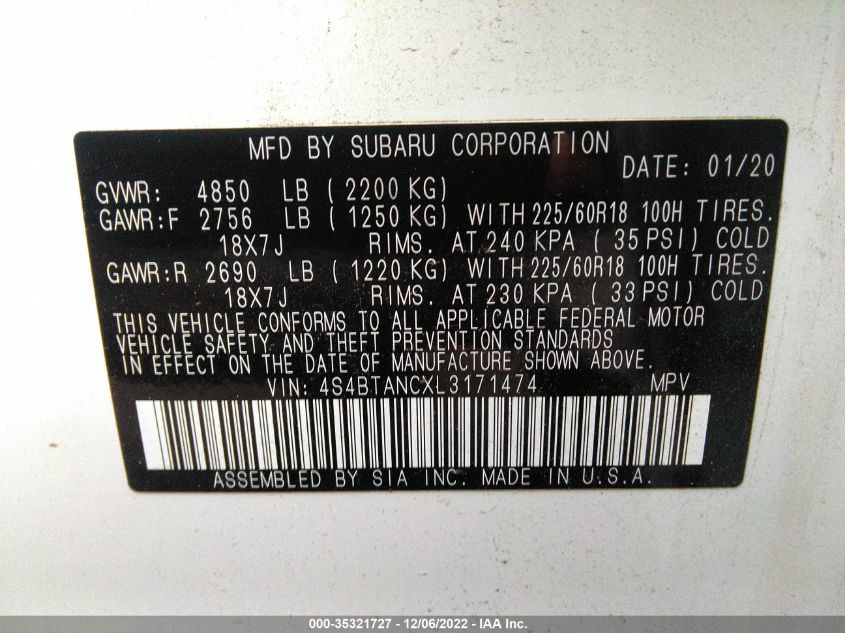 MFD BY SUBARU CORPORATION
DATE: 01/20
GVWR: 4850 LB ( 2200 KG)
GAWR:F 2756 LB ( 1250 KG) WITH 225/60R18 100H TIRES.
18X7J RIMS. AT 240 KPA ( 35 PSI) COLD
GAWR:R 2690 LB ( 1220 KG) WITH 225/60R18 100H TIRES.
18X7J RIMS. AT 230 KPA ( 33 PSI) COLD
THIS VEHICLE CONFORMS TO ALL APPLICABLE FEDERAL MOTOR
VEHICLE SAFETY AND THEFT PREVENTION STANDARDS
IN EFFECT ON THE DATE OF MANUFACTURE SHOWN ABOVE.
VIN: 4S4BTANCXL3171474 MPV
ASSEMBLED BY SIA INC. MADE IN U.S.A.
000-35321727 - 12/06/2022 - IAA Inc.